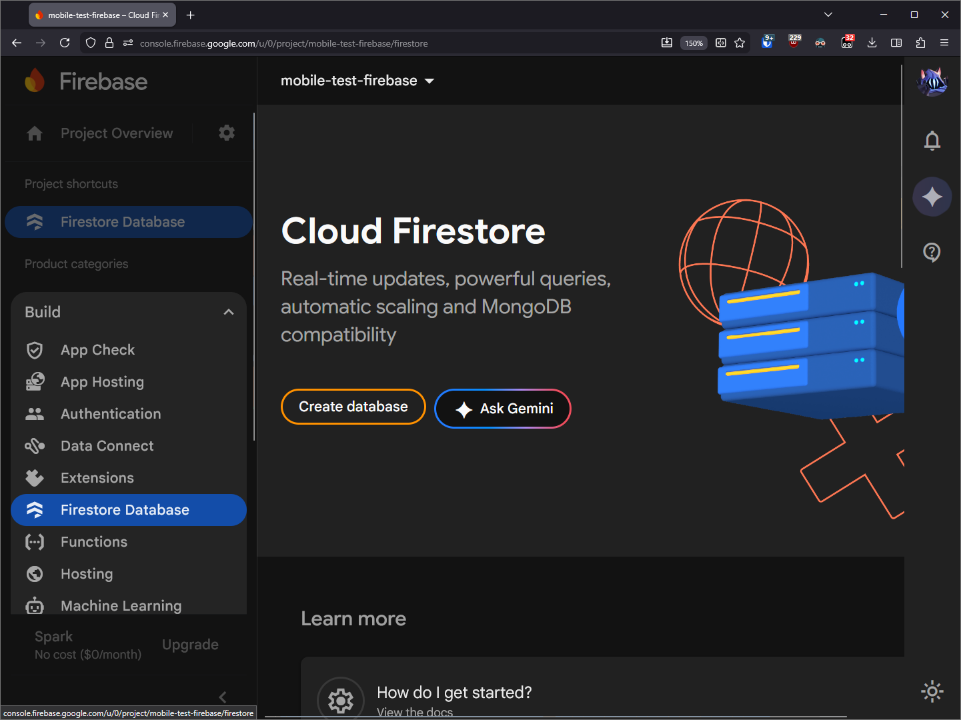 mobile-test-firebase – Cloud Fi
console.firebase.google.com/u/0/project/mobile-test-firebase/firestore
150%
9+
229
32
Firebase
mobile-test-firebase
Project Overview
Project shortcuts
Firestore Database
Product categories
Build
App Check
App Hosting
Authentication
Data Connect
Extensions
Firestore Database
Functions
Hosting
Machine Learning
Spark
No cost ($0/month)
Upgrade
Cloud Firestore
Real-time updates, powerful queries,
automatic scaling and MongoDB
compatibility
Create database
Ask Gemini
Learn more
How do I get started?
View the docs
console.firebase.google.com/u/0/project/mobile-test-firebase/firestore